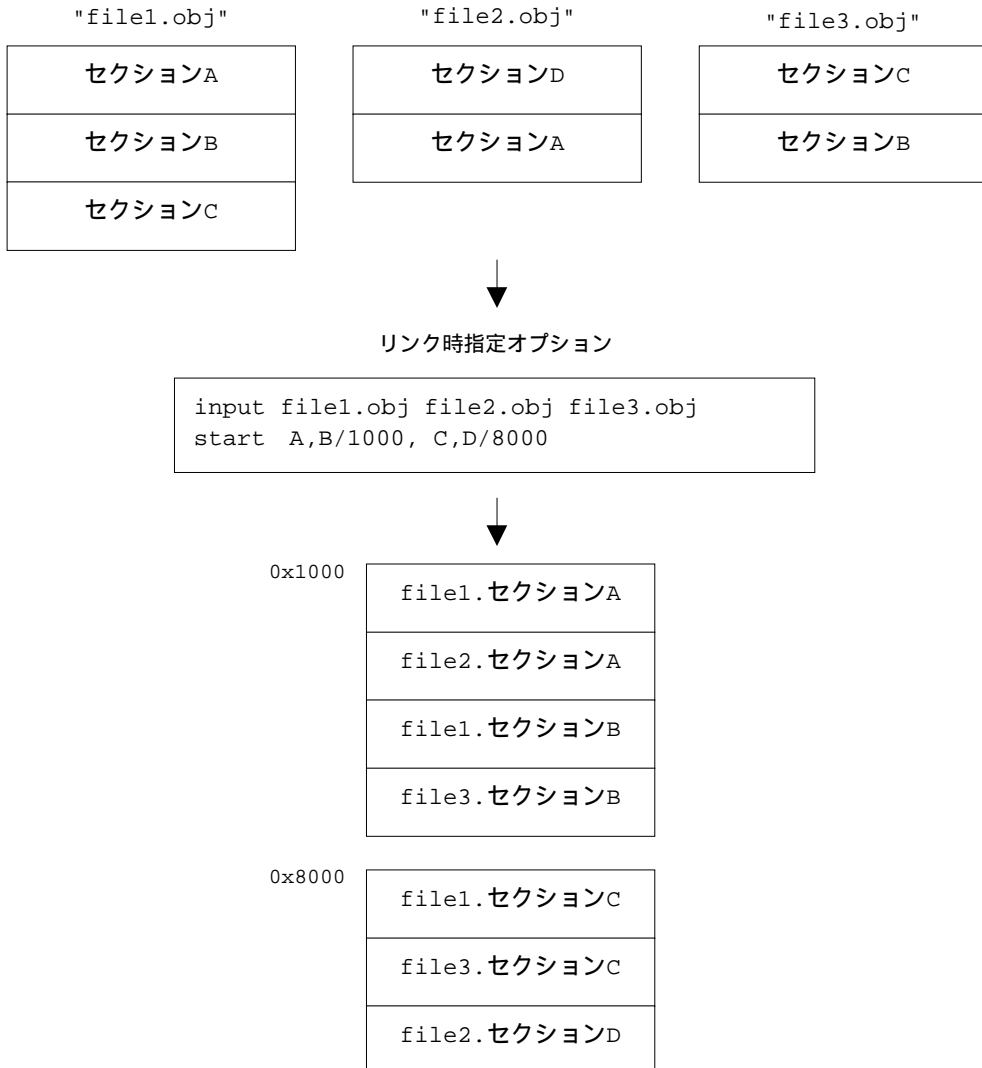 "file1.obj" "file2.obj" "file3.obj"
セクションA セクションD セクションC
セクションB セクションA セクションB
セクションC
リンク時指定オプション
input file1.obj file2.obj file3.obj
start A,B/1000, C,D/8000
0x1000 file1.セクションA
file2.セクションA
file1.セクションB
file3.セクションB
0x8000 file1.セクションC
file3.セクションC
file2.セクションD